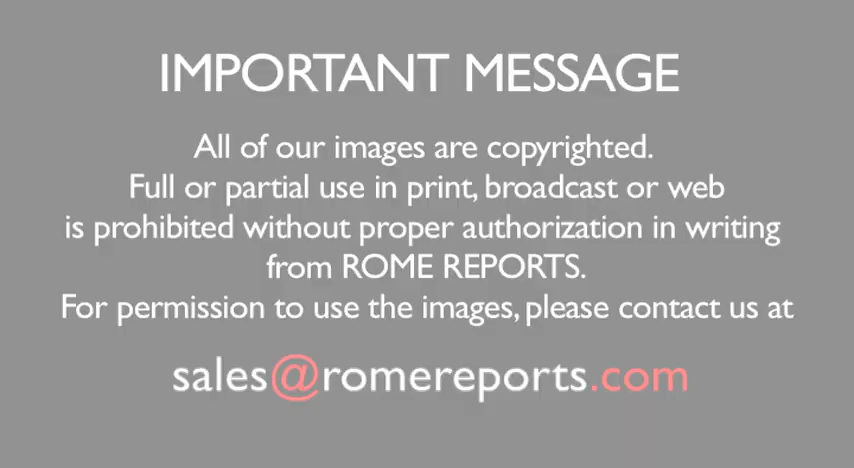 IMPORTANT MESSAGE
All of our images are copyrighted.
Full or partial use in print, broadcast or web
is prohibited without proper authorization in writing
from ROME REPORTS.
For permission to use the images, please contact us at
sales@romereports.com